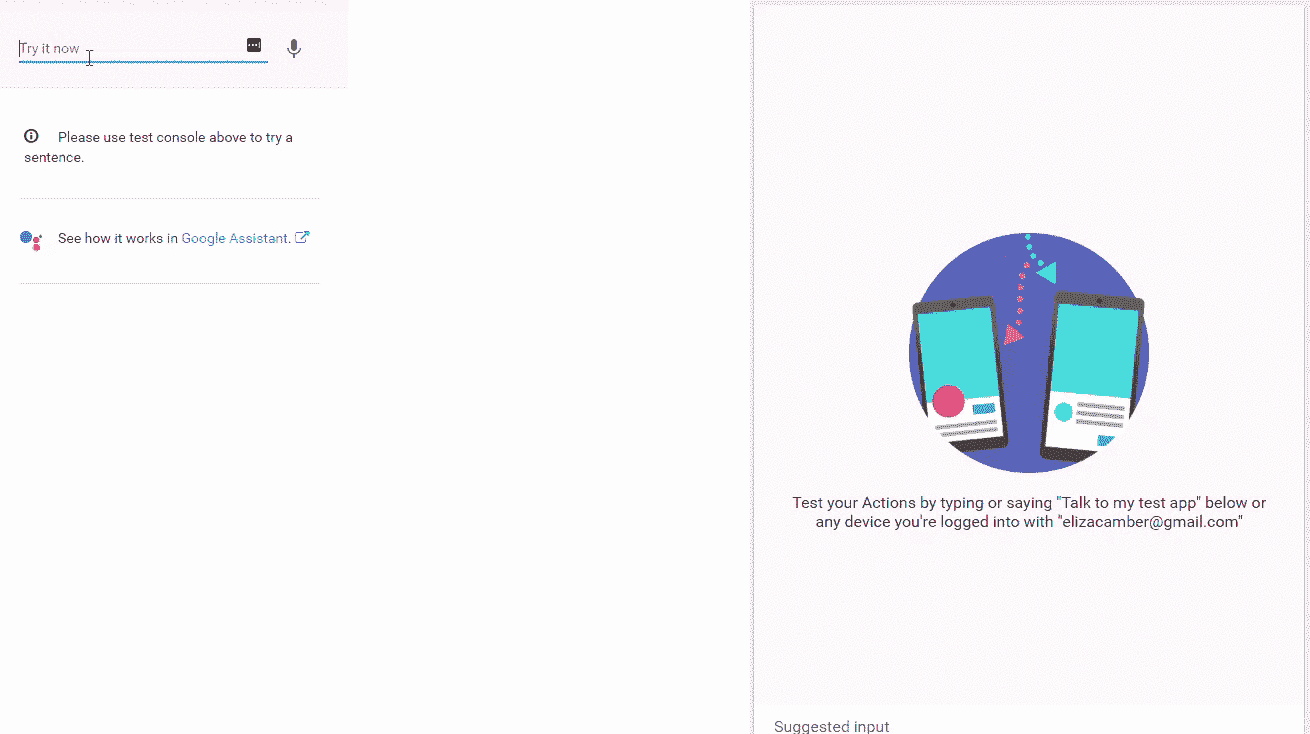 Try it now
Please use test console above to try a
sentence.
See how it works in Google Assistant.
Test your Actions by typing or saying "Talk to my test app" below or
any device you're logged into with "elizacamber@gmail.com"
Suggested input